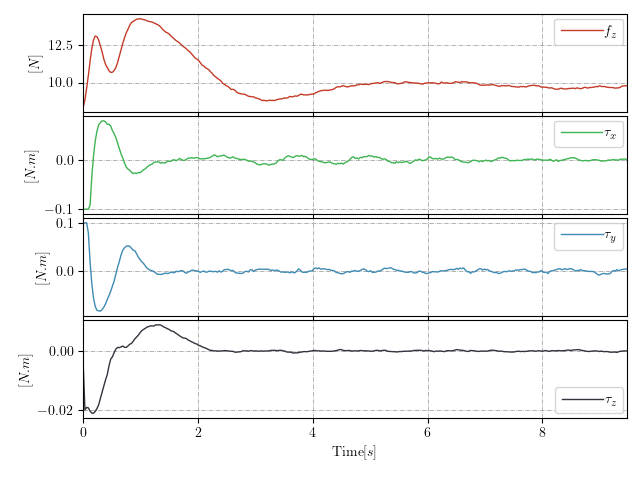 12.5
10.0
[N]
f_z
0.0
−0.1
[N.m]
τ_x
0.1
0.0
[N.m]
τ_y
0.00
−0.02
[N.m]
τ_z
0 2 4 6 8
Time[s]